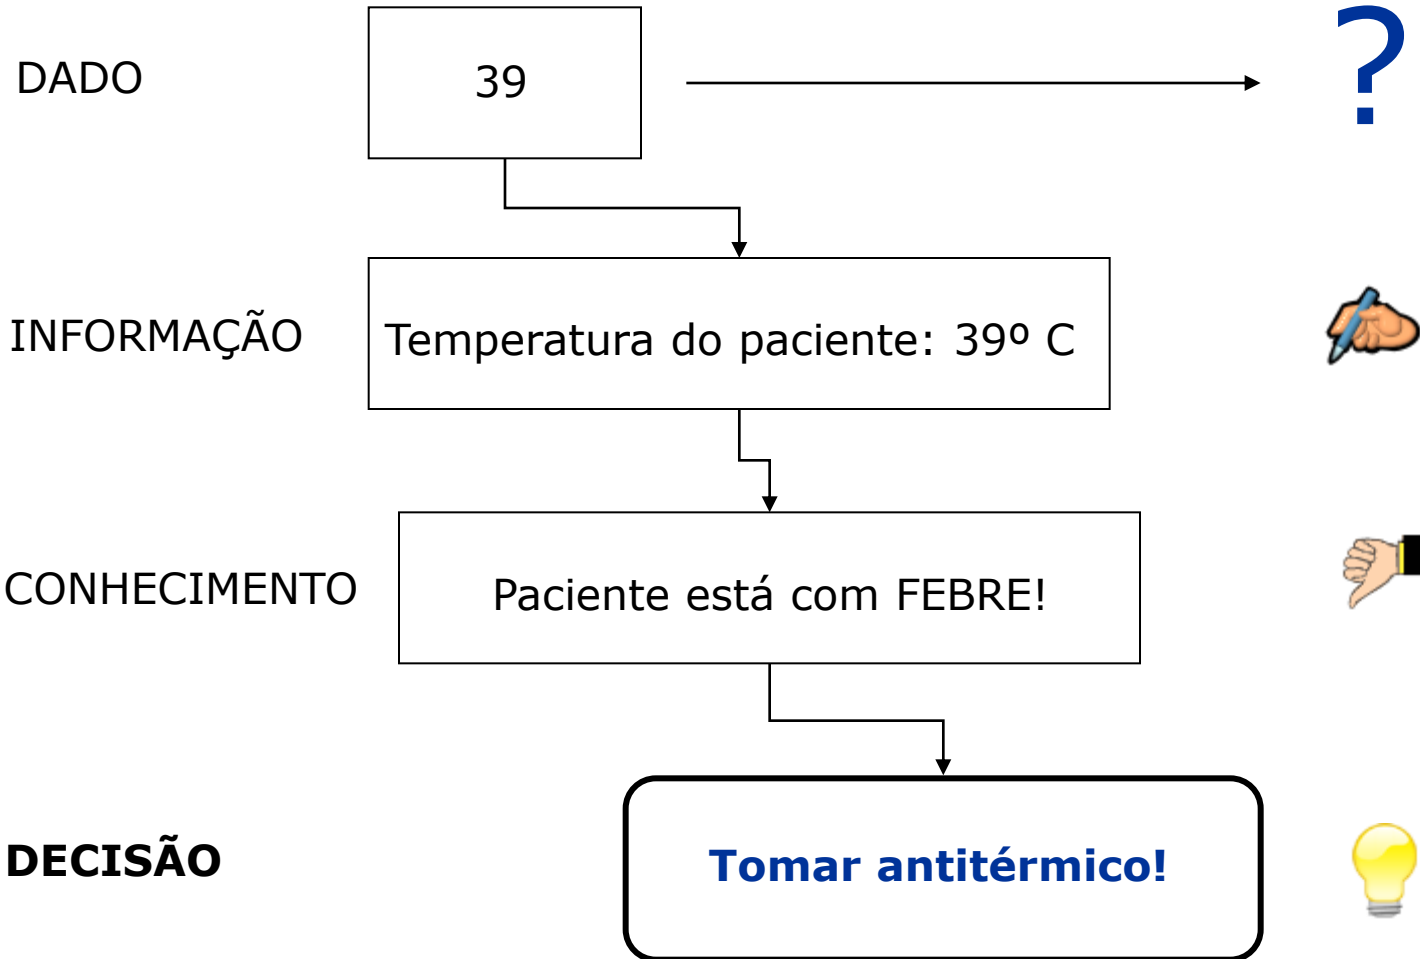 DADO
39
?
INFORMAÇÃO
Temperatura do paciente: 39º C
CONHECIMENTO
Paciente está com FEBRE!
DECISÃO
Tomar antitérmico!